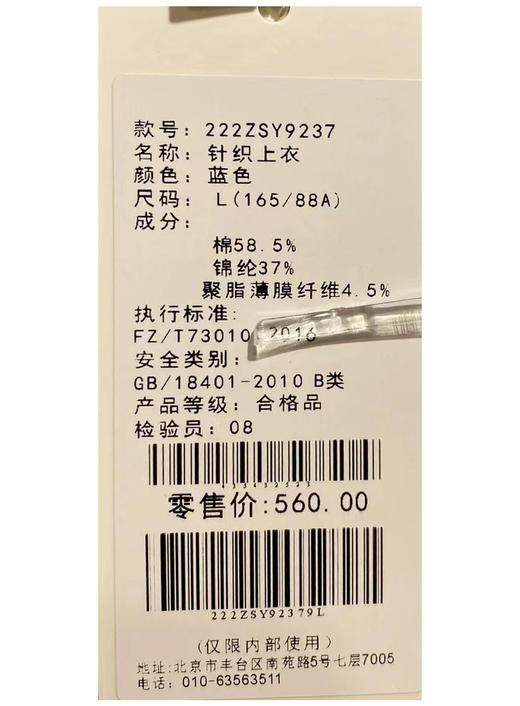 款号：222ZSY9237
名称：针织上衣
颜色：蓝色
尺码： L(165/88A)
成分：
棉58.5%
锦纶37%
聚脂薄膜纤维4.5%
执行标准：
FZ/T73010-2016
安全类别：
GB/18401-2010 B类
产品等级：合格品
检验员：08
零售价:560.00
222ZSY92379L
(仅限内部使用)
地址:北京市丰台区南苑路5号七层7005
电话：010-63563511